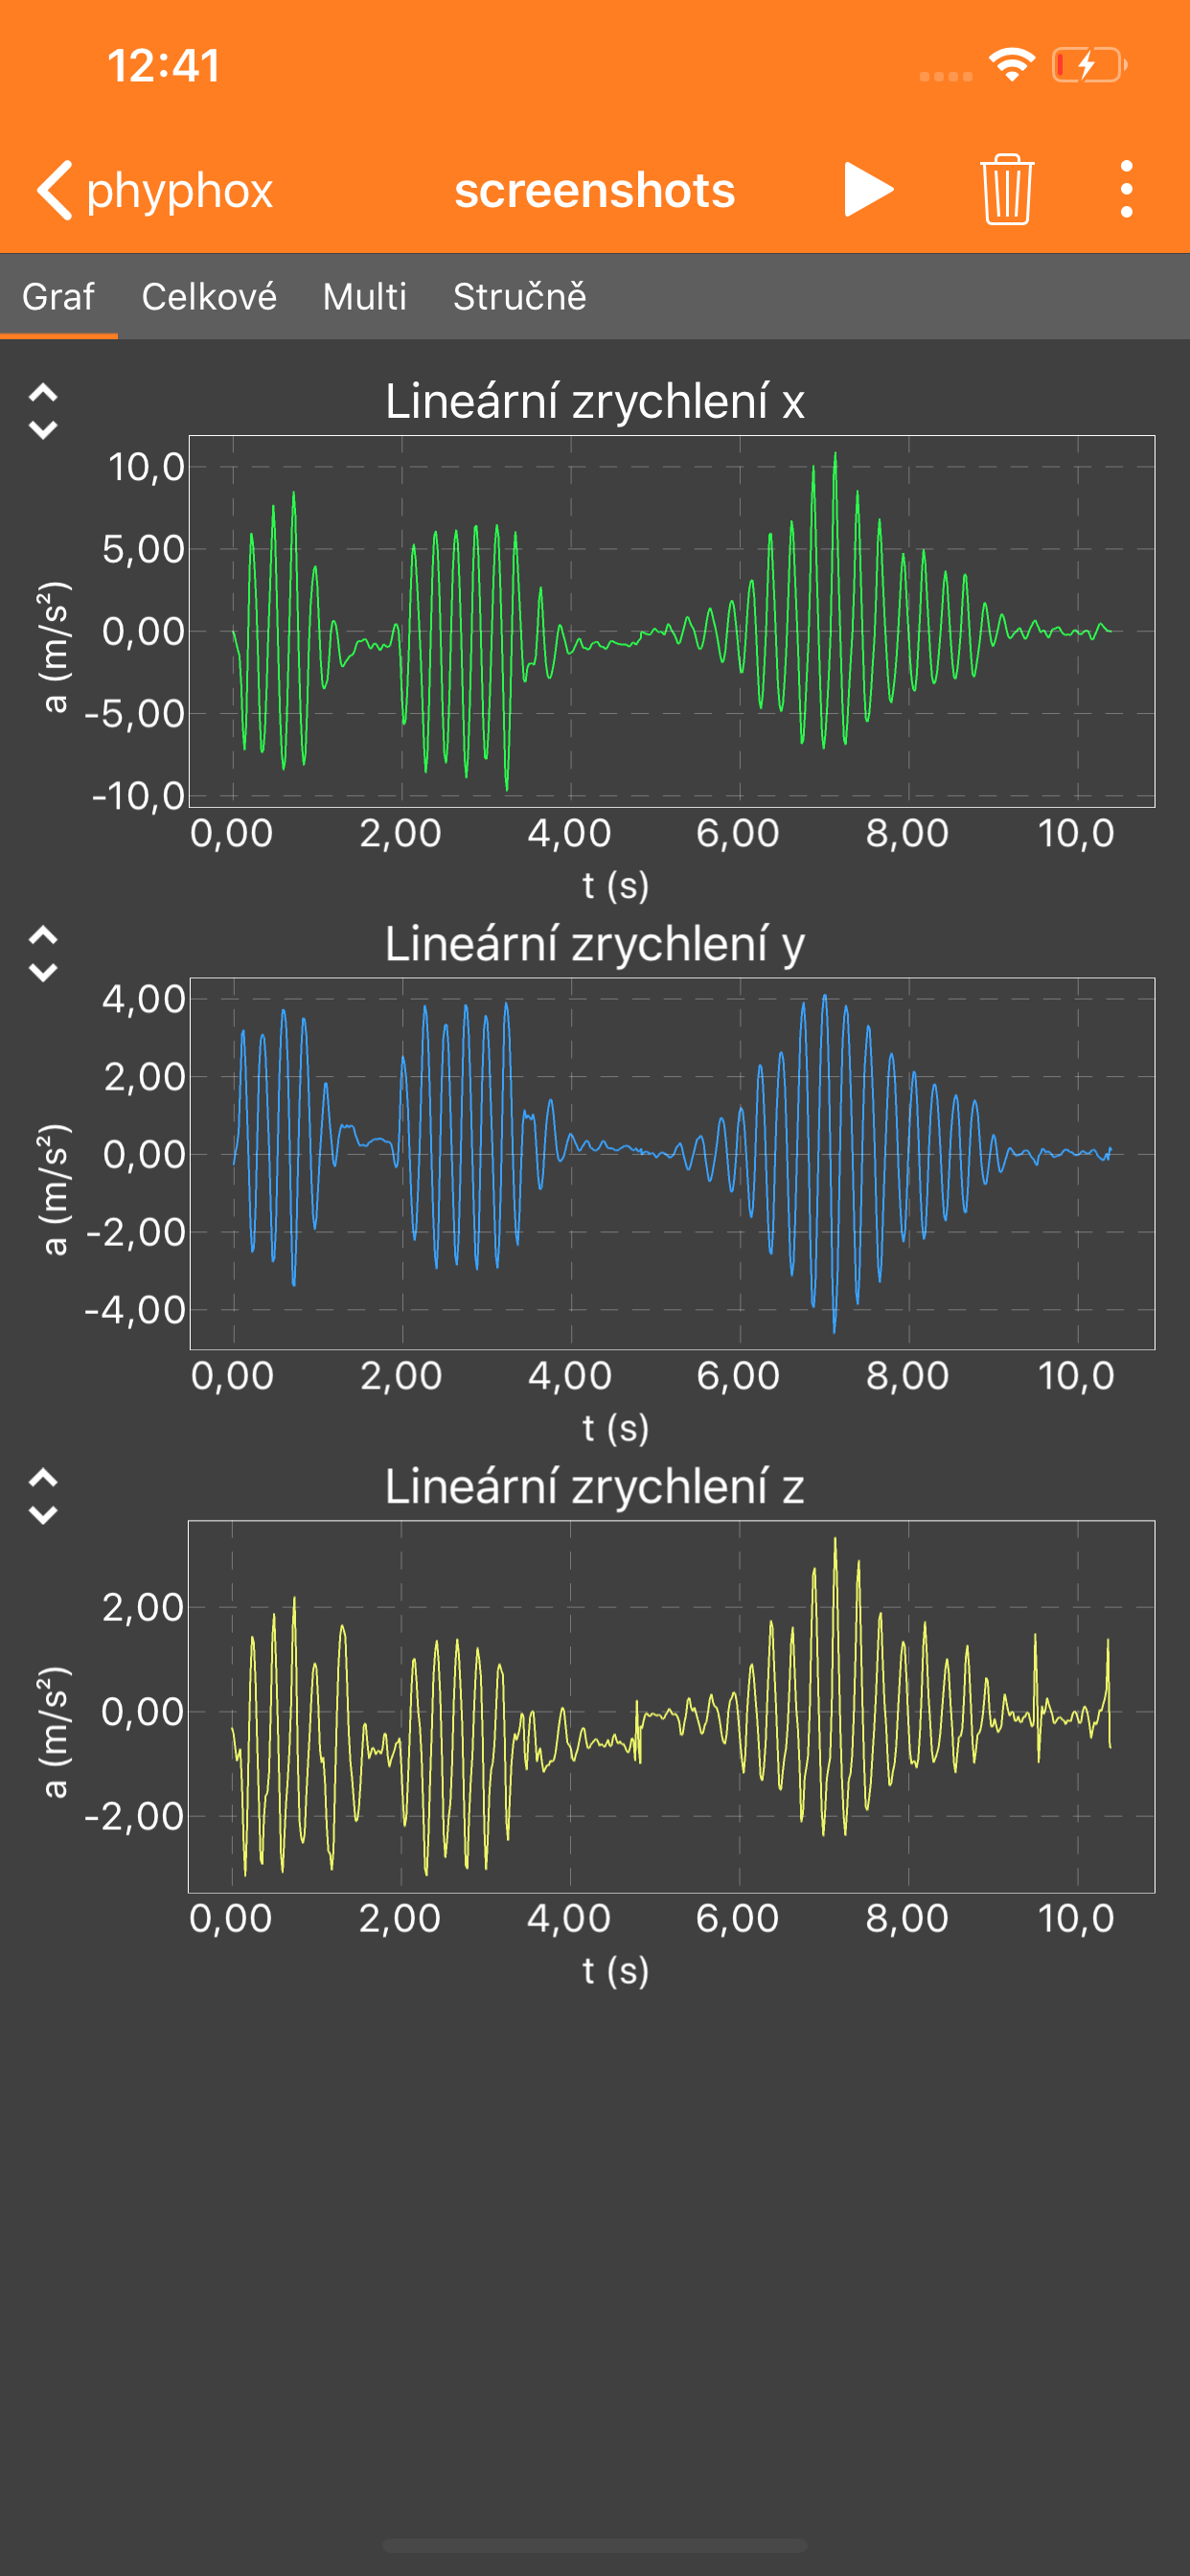 12:41
phyphox screenshots
Graf Celkové Multi Stručně
Lineární zrychlení x
10,0
5,00
0,00
-5,00
-10,0
a (m/s²)
0,00 2,00 4,00 6,00 8,00 10,0
t (s)
Lineární zrychlení y
4,00
2,00
0,00
-2,00
-4,00
a (m/s²)
0,00 2,00 4,00 6,00 8,00 10,0
t (s)
Lineární zrychlení z
2,00
0,00
-2,00
a (m/s²)
0,00 2,00 4,00 6,00 8,00 10,0
t (s)